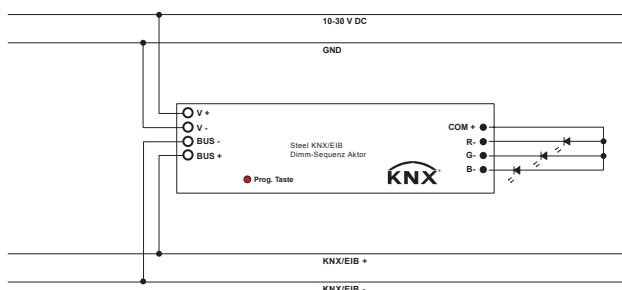 10-30 V DC
GND
V +
V -
BUS -
BUS +
Steel KNX/EIB
Dimm-Sequenz Aktor
Prog. Taste
KNX®
COM +
R-
G-
B-
KNX/EIB +
KNX/EIB -